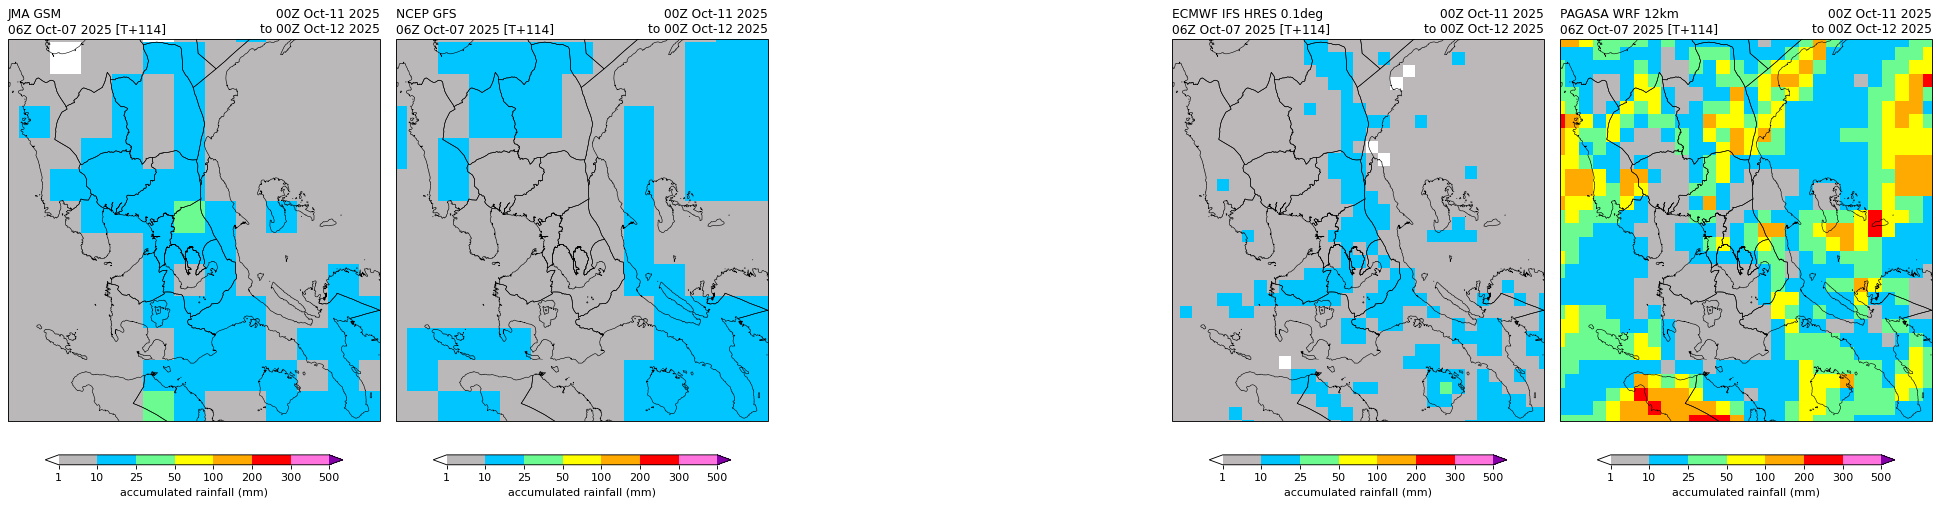 JMA GSM 00Z Oct-11 2025
06Z Oct-07 2025 [T+114] to 00Z Oct-12 2025
NCEP GFS 00Z Oct-11 2025
06Z Oct-07 2025 [T+114] to 00Z Oct-12 2025
ECMWF IFS HRES 0.1deg 00Z Oct-11 2025
06Z Oct-07 2025 [T+114] to 00Z Oct-12 2025
PAGASA WRF 12km 00Z Oct-11 2025
06Z Oct-07 2025 [T+114] to 00Z Oct-12 2025
1 10 25 50 100 200 300 500
accumulated rainfall (mm)
1 10 25 50 100 200 300 500
accumulated rainfall (mm)
1 10 25 50 100 200 300 500
accumulated rainfall (mm)
1 10 25 50 100 200 300 500
accumulated rainfall (mm)